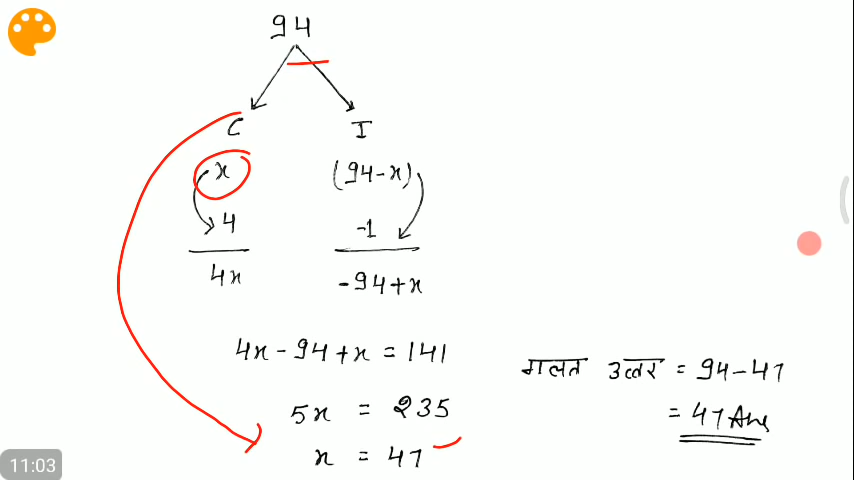 94
C I
x (94-x)
4 -1
4x -94+x
4x - 94 + x = 141
5x = 235
x = 47
गलत उत्तर = 94-47
= 47 Ans
11:03